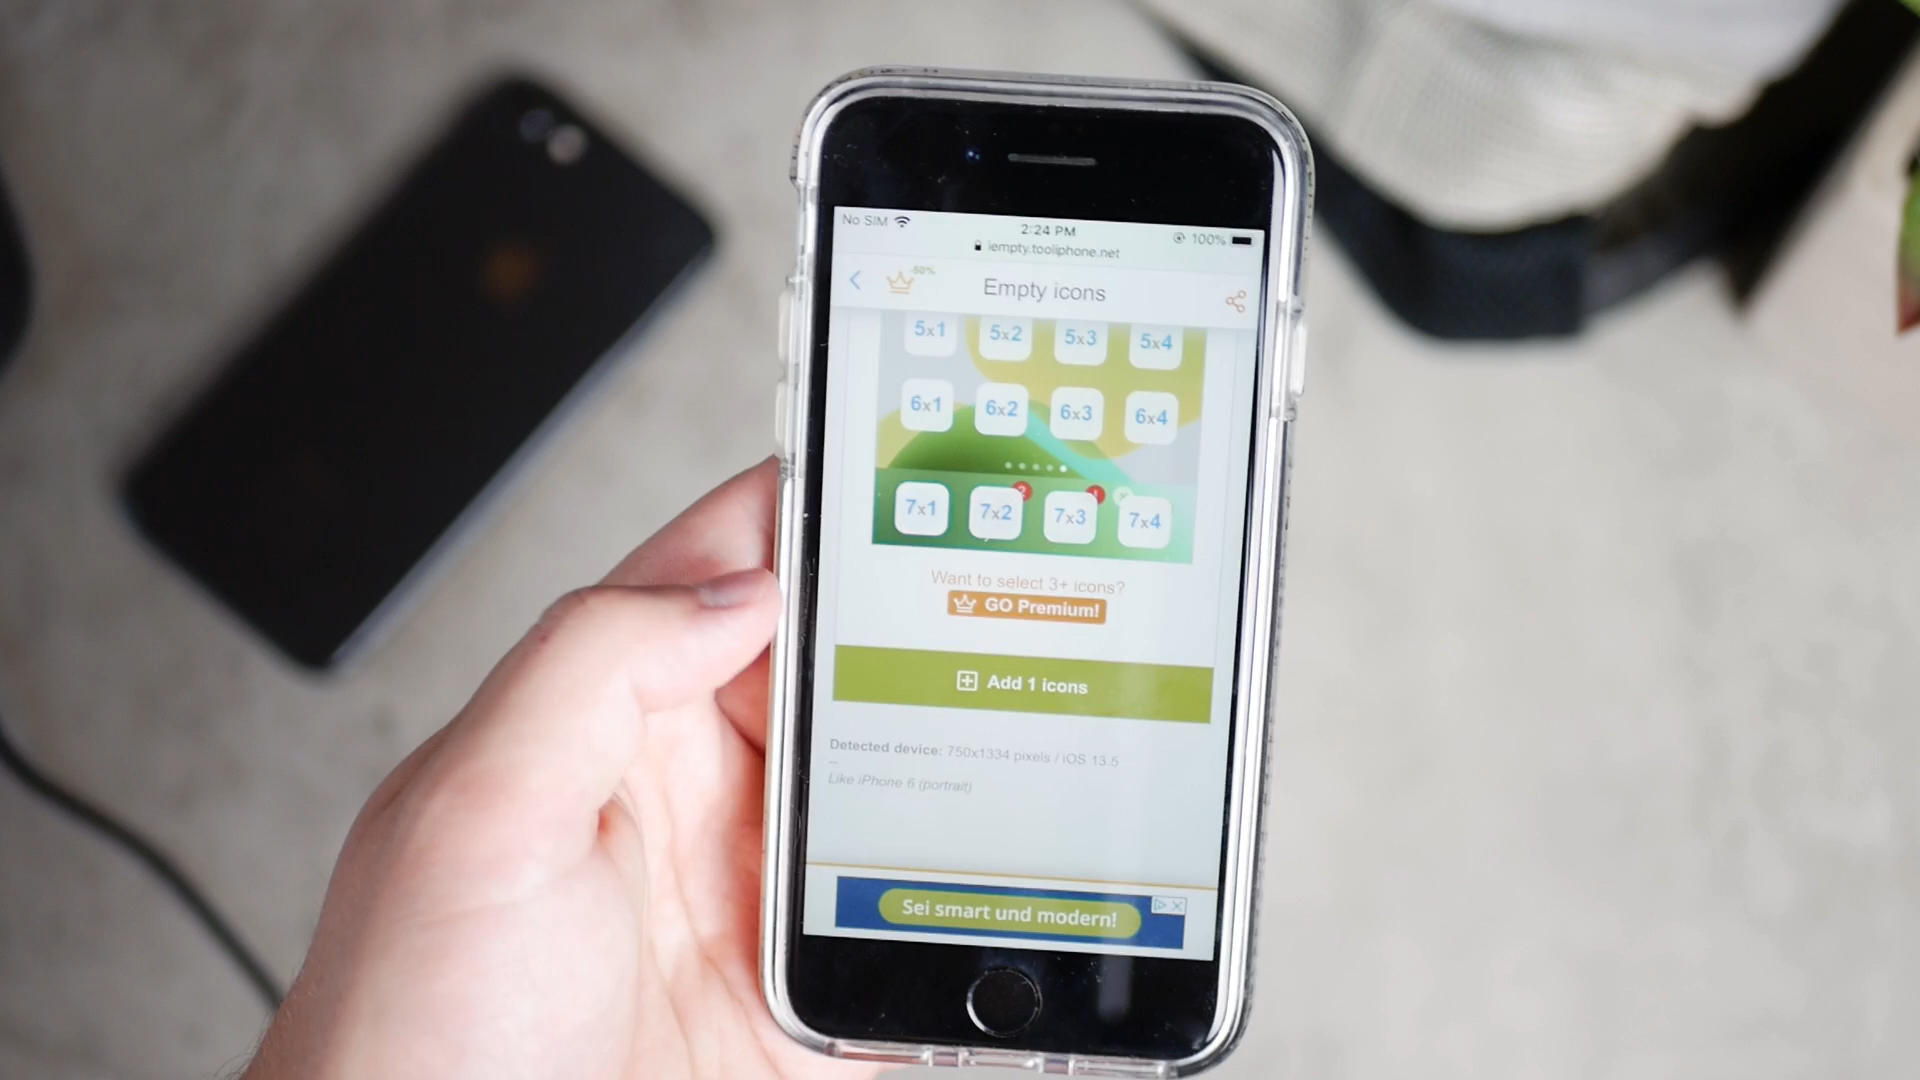 No SIM
2:24 PM
100%
iempty.tooliphone.net
-50%
Empty icons
5x1 5x2 5x3 5x4
6x1 6x2 6x3 6x4
7x1 7x2 7x3 7x4
Want to select 3+ icons?
GO Premium!
Add 1 icons
Detected device: 750x1334 pixels / iOS 13.5
–
Like iPhone 6 (portrait)
Sei smart und modern!